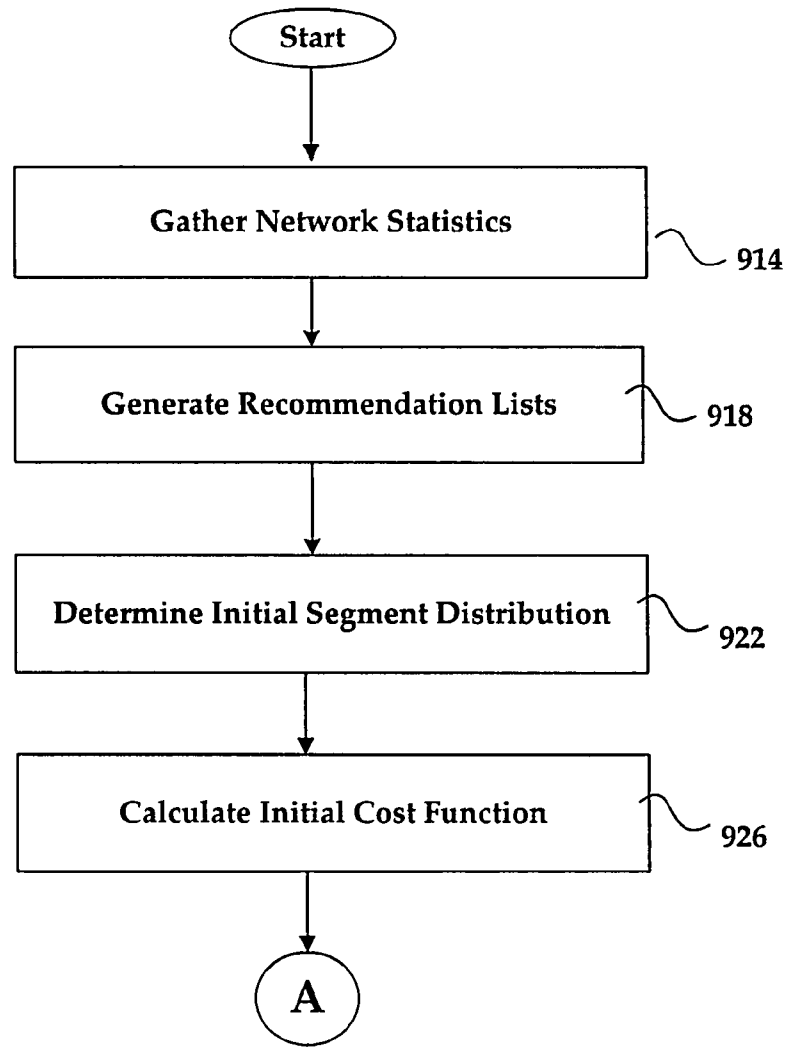 Start
Gather Network Statistics
914
Generate Recommendation Lists
918
Determine Initial Segment Distribution
922
Calculate Initial Cost Function
926
A